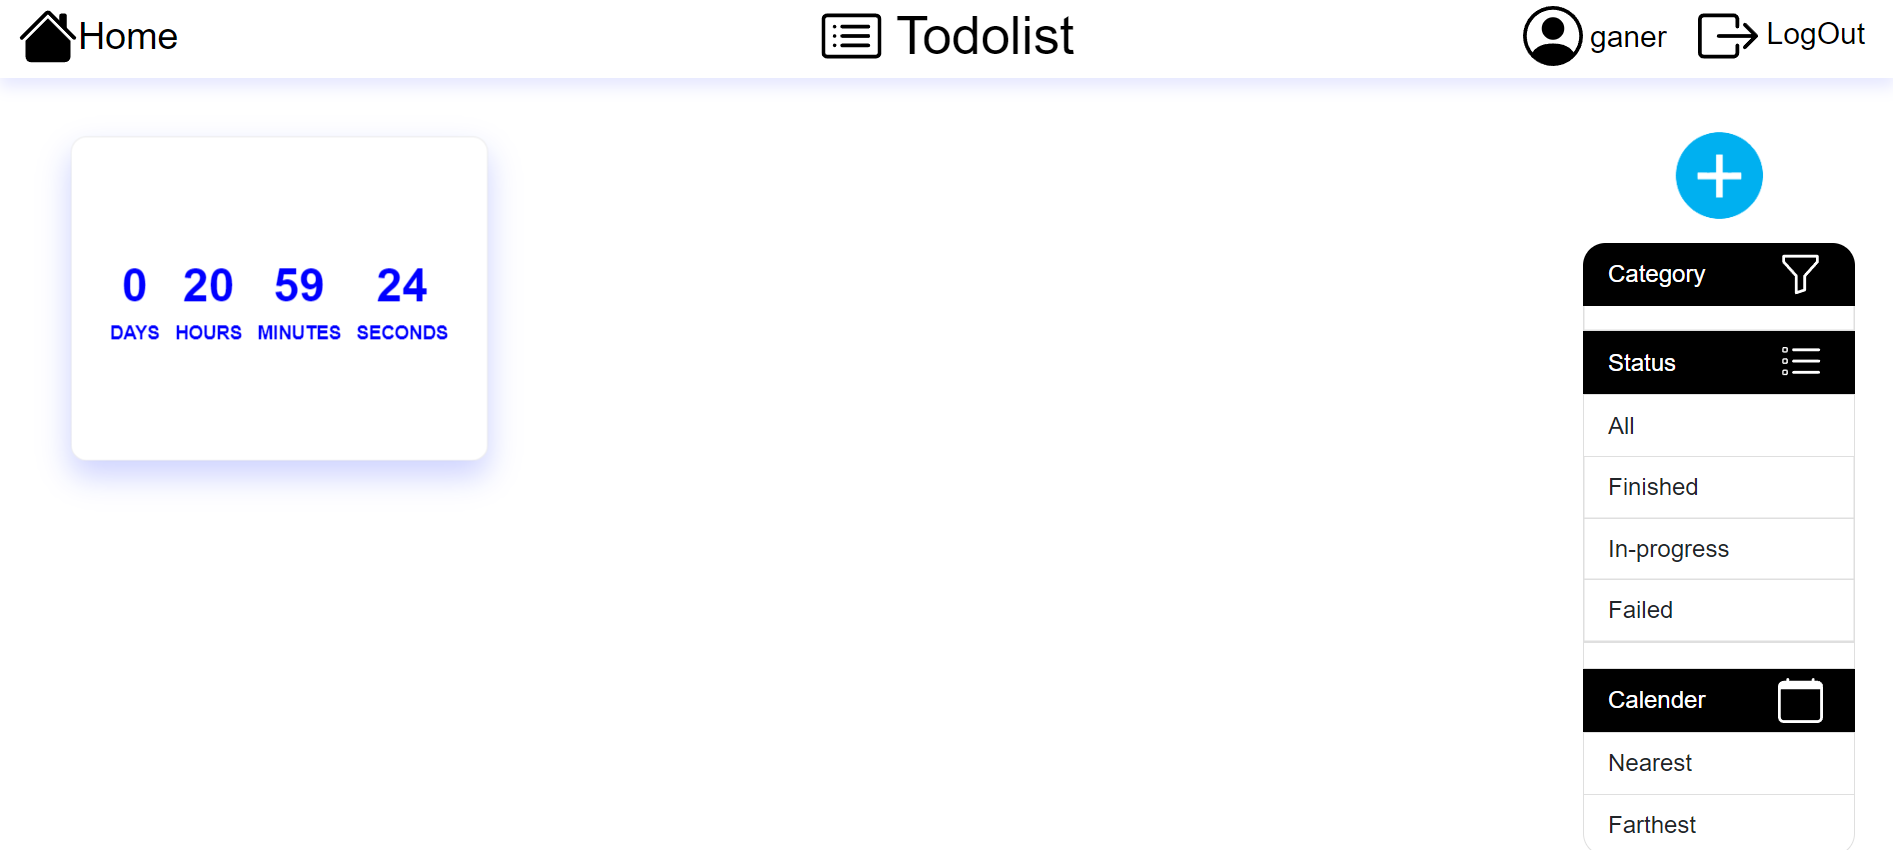 Home
Todolist
ganer
LogOut
0 20 59 24
DAYS HOURS MINUTES SECONDS
Category
Status
All
Finished
In-progress
Failed
Calender
Nearest
Farthest